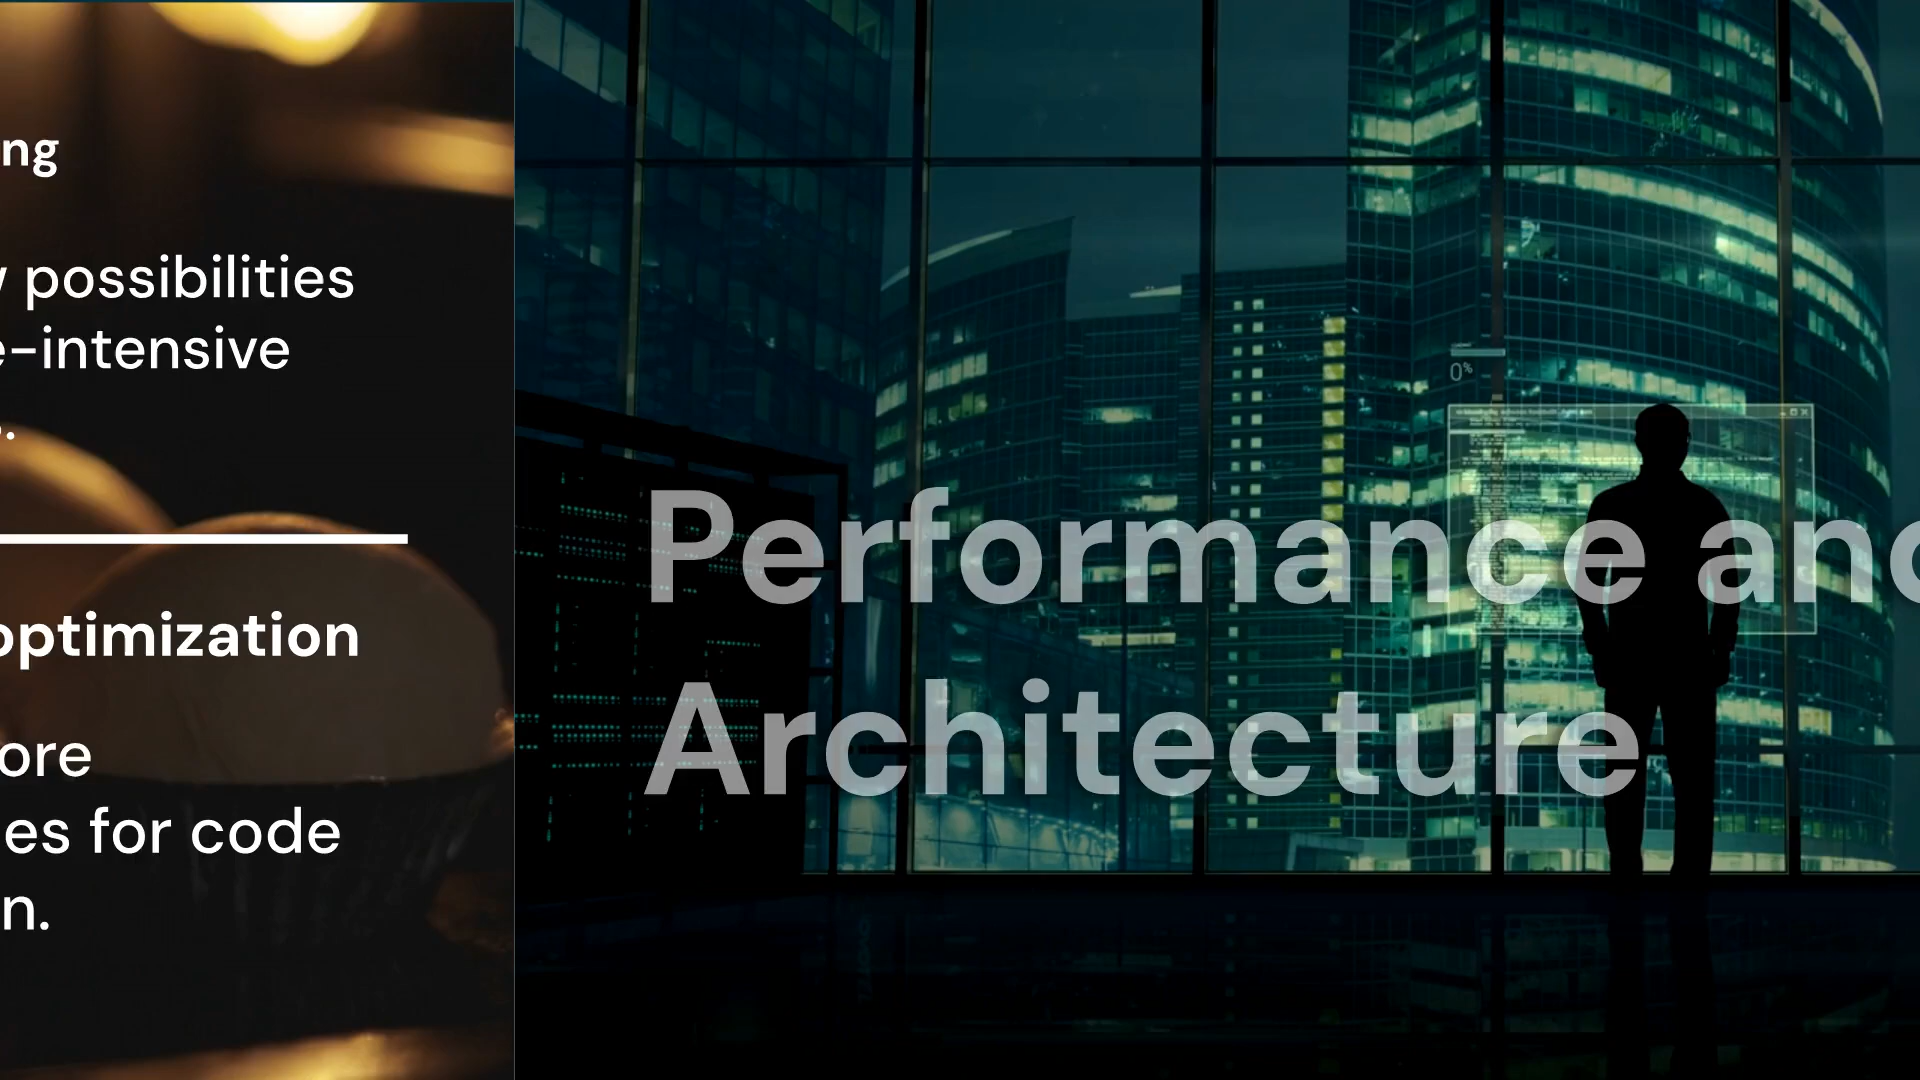 ng
possibilities
e-intensive
optimization
ore
es for code
n.
Performance and
Architecture
0%